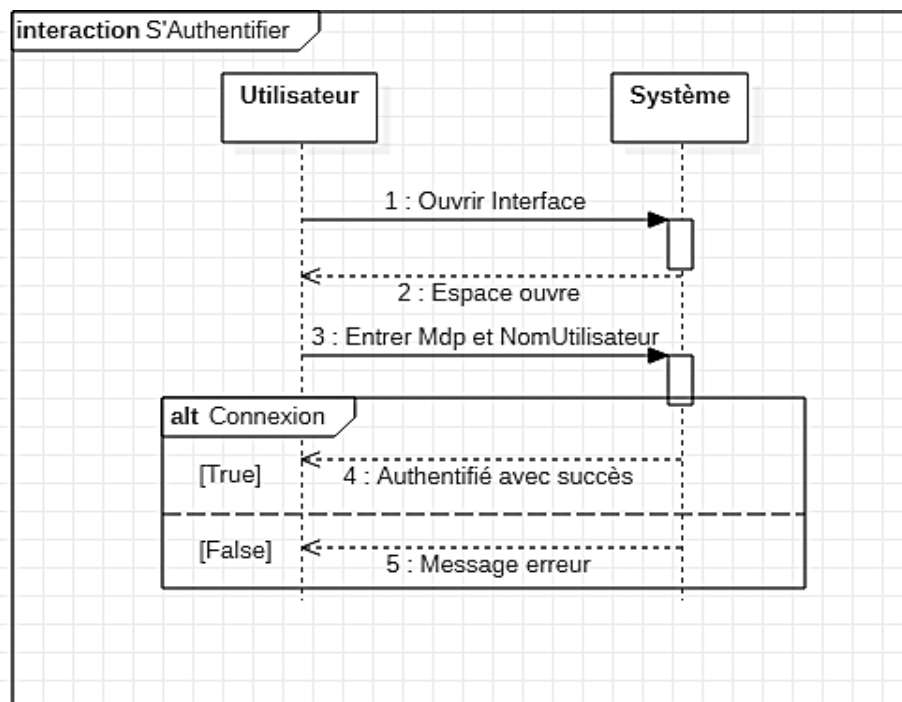 interaction S'Authentifier
Utilisateur
Système
1 : Ouvrir Interface
2 : Espace ouvre
3 : Entrer Mdp et NomUtilisateur
alt Connexion
[True]
4 : Authentifié avec succès
[False]
5 : Message erreur